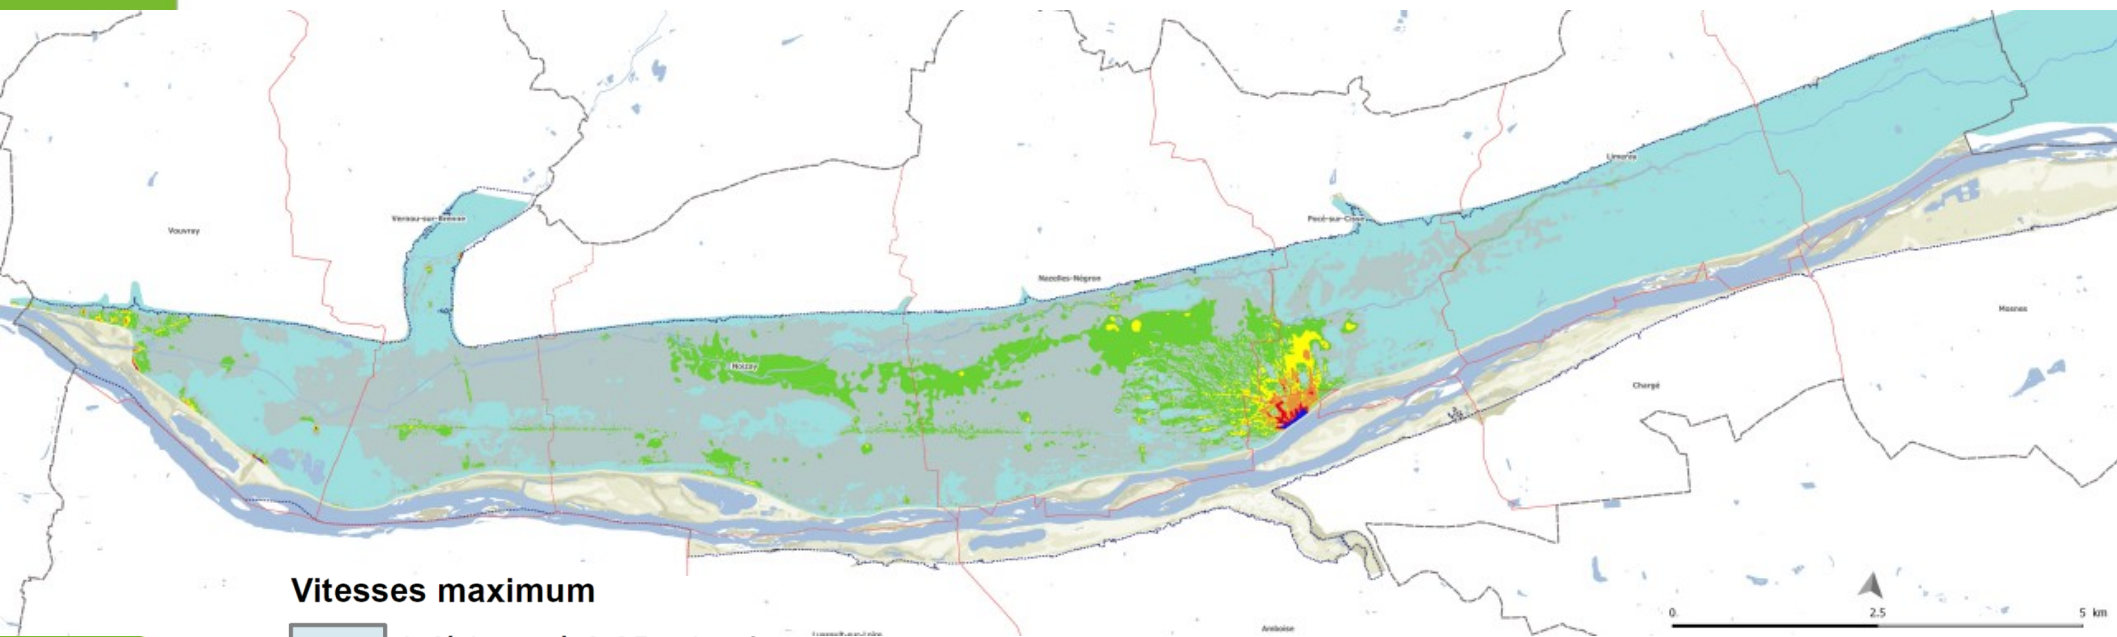 Limeray
Vernou-sur-Brenne
Pocé-sur-Cisse
Vouvray
Nazelles-Négron
Mosnes
Noizay
Chargé
Vitesses maximum
0 2.5 5 km
Amboise